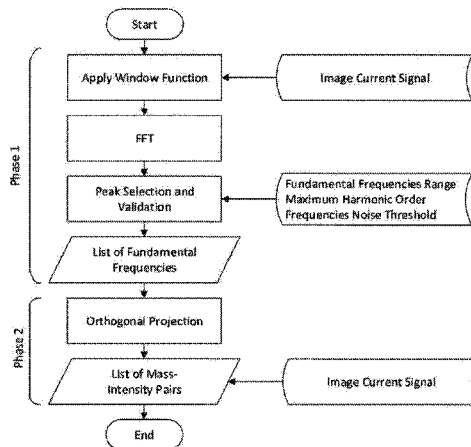 Start
Phase 1
Apply Window Function
Image Current Signal
FFT
Peak Selection and
Validation
Fundamental Frequencies Range
Maximum Harmonic Order
Frequencies Noise Threshold
List of Fundamental
Frequencies
Phase 2
Orthogonal Projection
List of Mass-
Intensity Pairs
Image Current Signal
End